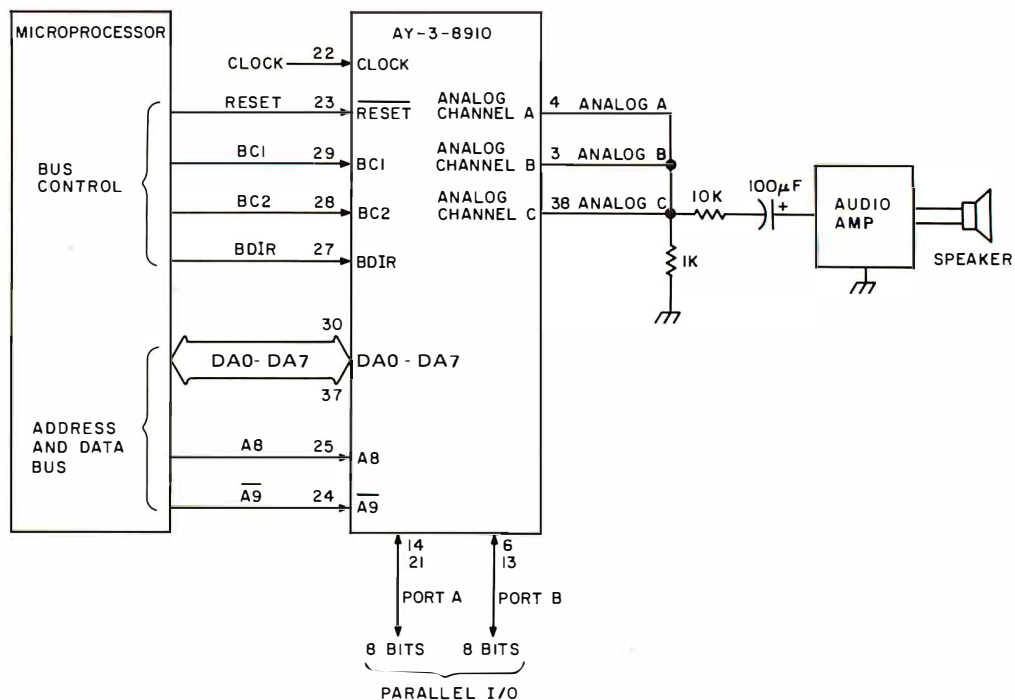 MICROPROCESSOR
AY-3-8910
CLOCK
22
CLOCK
RESET
23
R̅E̅S̅E̅T̅
BC1
29
BC1
BC2
28
BC2
BDIR
27
BDIR
BUS
CONTROL
ANALOG
CHANNEL A
4 ANALOG A
ANALOG
CHANNEL B
3 ANALOG B
ANALOG
CHANNEL C
38 ANALOG C
10K
100µF
+
1K
AUDIO
AMP
SPEAKER
30
DA0- DA7
DA0 - DA7
37
ADDRESS
AND DATA
BUS
A8
25
A8
A̅9̅
24
A̅9̅
14
21
6
13
PORT A
PORT B
8 BITS
8 BITS
PARALLEL I/O